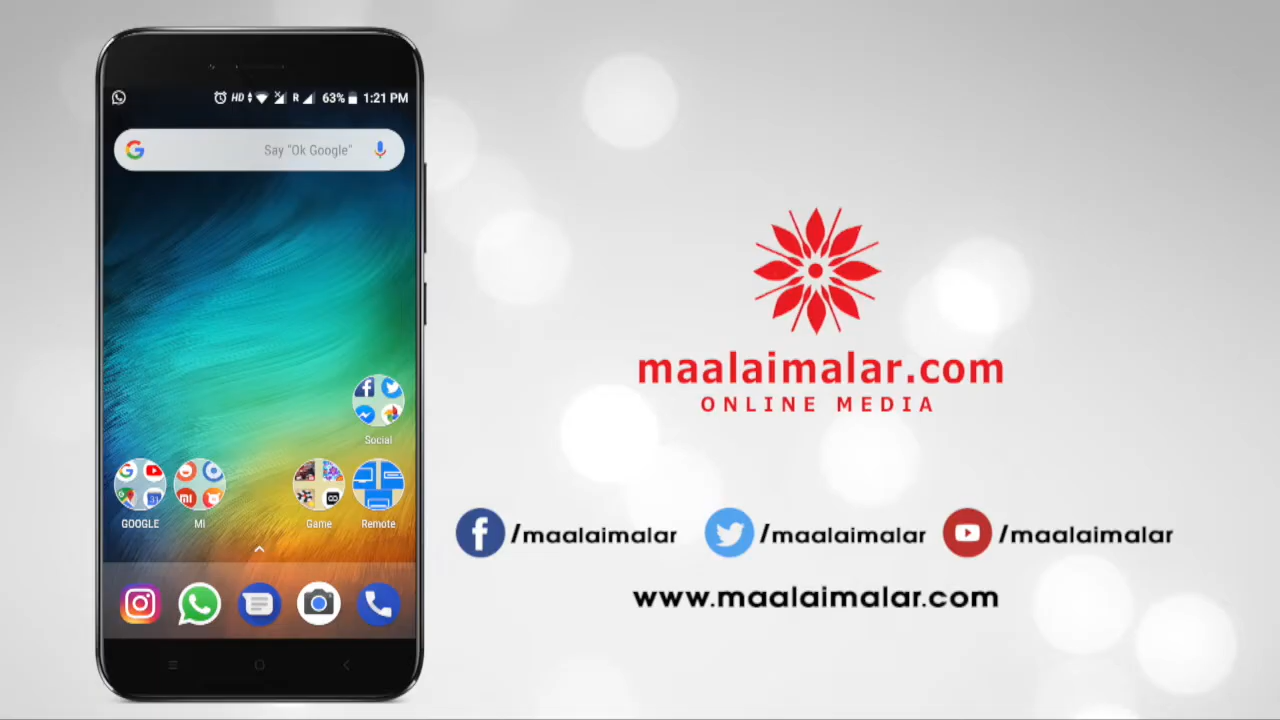 HD R 63% 1:21 PM
Say "Ok Google"
Social
GOOGLE Mi Game Remote
maalaimalar.com
ONLINE MEDIA
/maalaimalar /maalaimalar /maalaimalar
www.maalaimalar.com